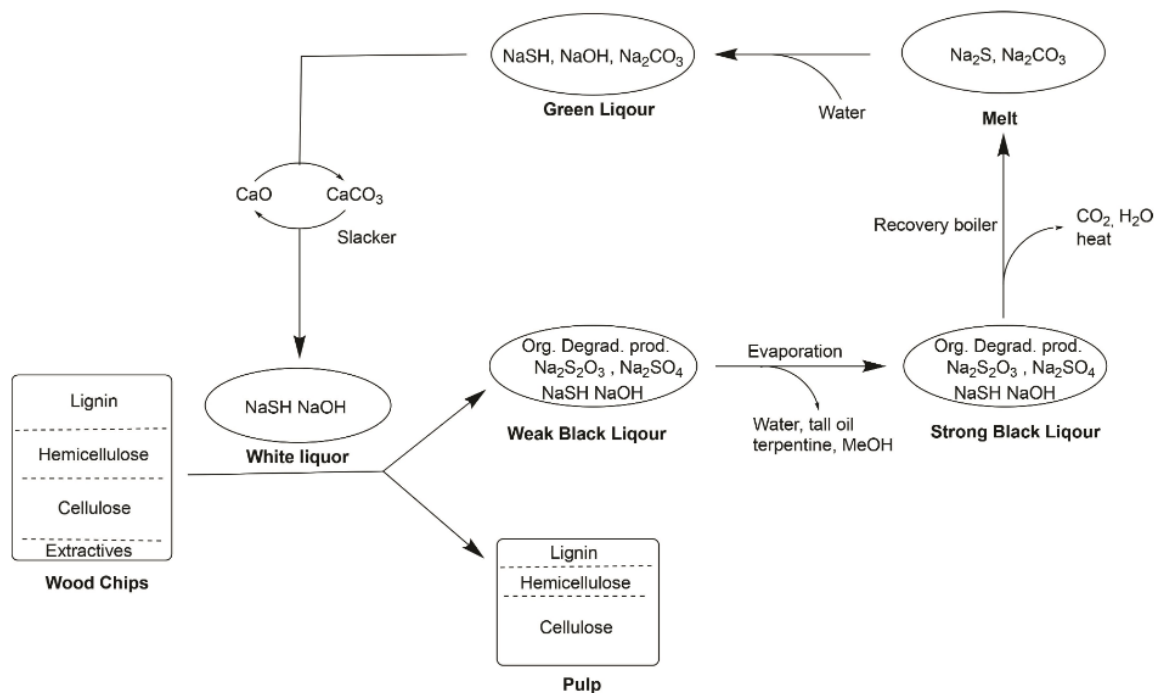 NaSH, NaOH, Na₂CO₃
Green Liqour
Water
Na₂S, Na₂CO₃
Melt
CaO
CaCO₃
Slacker
Recovery boiler
CO₂, H₂O
heat
Lignin
Hemicellulose
Cellulose
Extractives
Wood Chips
NaSH NaOH
White liquor
Org. Degrad. prod.
Na₂S₂O₃ , Na₂SO₄
NaSH NaOH
Weak Black Liqour
Evaporation
Water, tall oil
terpentine, MeOH
Org. Degrad. prod.
Na₂S₂O₃ , Na₂SO₄
NaSH NaOH
Strong Black Liqour
Lignin
Hemicellulose
Cellulose
Pulp